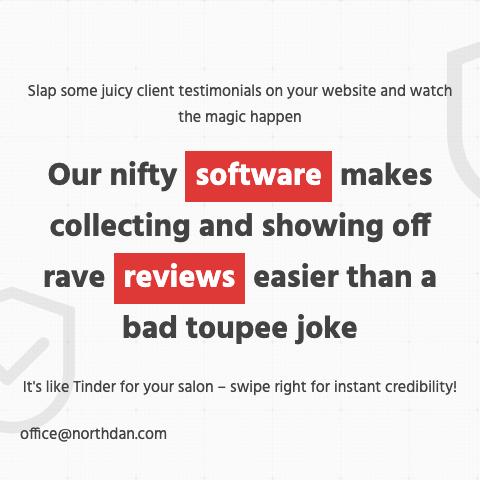 Slap some juicy client testimonials on your website and watch
the magic happen
Our nifty software makes
collecting and showing off
rave reviews easier than a
bad toupee joke
It's like Tinder for your salon – swipe right for instant credibility!
office@northdan.com